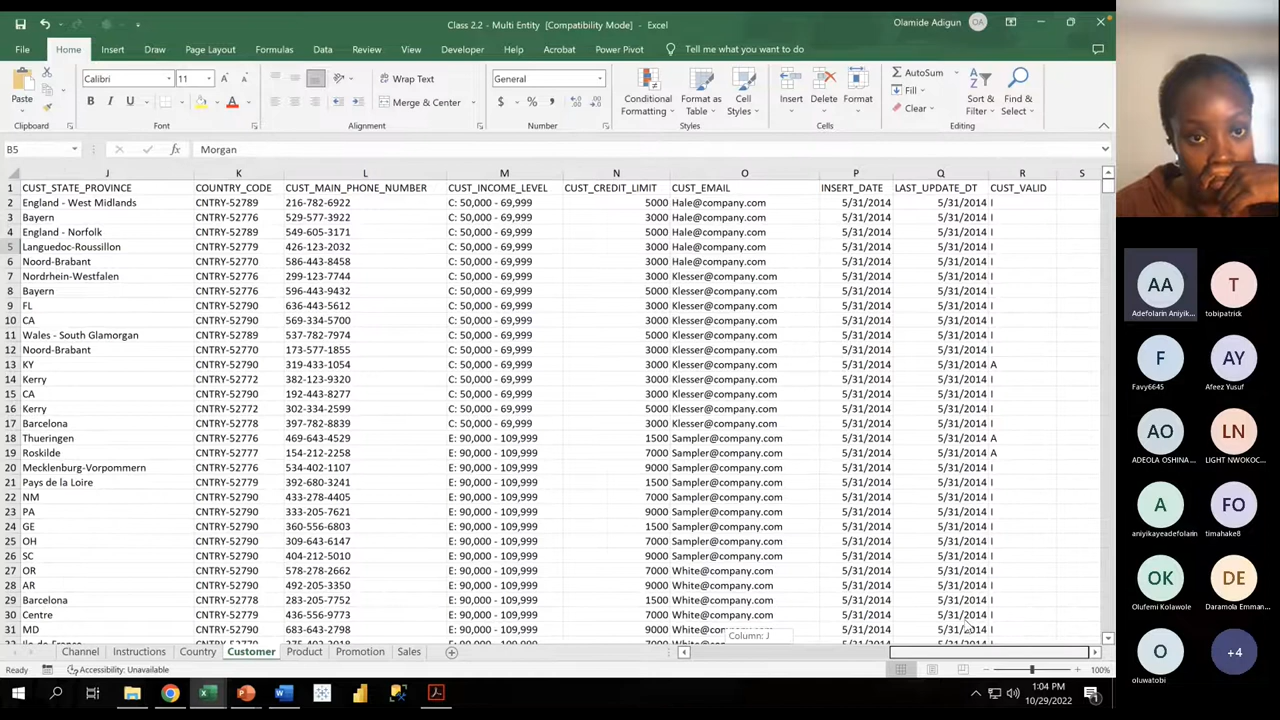 Class 2.2 - Multi Entity [Compatibility Mode] - Excel
Olamide Adigun OA
File Home Insert Draw Page Layout Formulas Data Review View Developer Help Acrobat Power Pivot Tell me what you want to do
Calibri 11 Wrap Text General AutoSum
Paste B I U Merge & Center $ % Conditional Formatting Format as Table Cell Styles Insert Delete Format Fill Clear Sort & Filter Find & Select
Clipboard Font Alignment Number Styles Cells Editing
B5 fx Morgan
J K L M N O P Q R S
1 CUST_STATE_PROVINCE COUNTRY_CODE CUST_MAIN_PHONE_NUMBER CUST_INCOME_LEVEL CUST_CREDIT_LIMIT CUST_EMAIL INSERT_DATE LAST_UPDATE_DT CUST_VALID
2 England - West Midlands CNTRY-52789 216-782-6922 C: 50,000 - 69,999 5000 Hale@company.com 5/31/2014 5/31/2014 I
3 Bayern CNTRY-52776 529-577-3922 C: 50,000 - 69,999 3000 Hale@company.com 5/31/2014 5/31/2014 I
4 England - Norfolk CNTRY-52789 549-605-3171 C: 50,000 - 69,999 3000 Hale@company.com 5/31/2014 5/31/2014 I
5 Languedoc-Roussillon CNTRY-52779 426-123-2032 C: 50,000 - 69,999 3000 Hale@company.com 5/31/2014 5/31/2014 I
6 Noord-Brabant CNTRY-52770 586-443-8458 C: 50,000 - 69,999 3000 Hale@company.com 5/31/2014 5/31/2014 I
7 Nordrhein-Westfalen CNTRY-52776 299-123-7744 C: 50,000 - 69,999 3000 Klesser@company.com 5/31/2014 5/31/2014 I
8 Bayern CNTRY-52776 596-443-9432 C: 50,000 - 69,999 3000 Klesser@company.com 5/31/2014 5/31/2014 I
9 FL CNTRY-52790 636-443-5612 C: 50,000 - 69,999 3000 Klesser@company.com 5/31/2014 5/31/2014 I
10 CA CNTRY-52790 569-334-5700 C: 50,000 - 69,999 3000 Klesser@company.com 5/31/2014 5/31/2014 I
11 Wales - South Glamorgan CNTRY-52789 537-782-7974 C: 50,000 - 69,999 3000 Klesser@company.com 5/31/2014 5/31/2014 I
12 Noord-Brabant CNTRY-52770 173-577-1855 C: 50,000 - 69,999 3000 Klesser@company.com 5/31/2014 5/31/2014 I
13 KY CNTRY-52790 319-433-1054 C: 50,000 - 69,999 3000 Klesser@company.com 5/31/2014 5/31/2014 A
14 Kerry CNTRY-52772 382-123-9320 C: 50,000 - 69,999 3000 Klesser@company.com 5/31/2014 5/31/2014 I
15 CA CNTRY-52790 192-443-8277 C: 50,000 - 69,999 3000 Klesser@company.com 5/31/2014 5/31/2014 I
16 Kerry CNTRY-52772 302-334-2599 C: 50,000 - 69,999 5000 Klesser@company.com 5/31/2014 5/31/2014 I
17 Barcelona CNTRY-52778 397-782-8839 C: 50,000 - 69,999 3000 Klesser@company.com 5/31/2014 5/31/2014 I
18 Thueringen CNTRY-52776 469-643-4529 E: 90,000 - 109,999 1500 Sampler@company.com 5/31/2014 5/31/2014 A
19 Roskilde CNTRY-52777 154-212-2258 E: 90,000 - 109,999 7000 Sampler@company.com 5/31/2014 5/31/2014 A
20 Mecklenburg-Vorpommern CNTRY-52776 534-402-1107 E: 90,000 - 109,999 9000 Sampler@company.com 5/31/2014 5/31/2014 I
21 Pays de la Loire CNTRY-52779 392-680-3241 E: 90,000 - 109,999 1500 Sampler@company.com 5/31/2014 5/31/2014 I
22 NM CNTRY-52790 433-278-4405 E: 90,000 - 109,999 7000 Sampler@company.com 5/31/2014 5/31/2014 I
23 PA CNTRY-52790 333-205-7621 E: 90,000 - 109,999 9000 Sampler@company.com 5/31/2014 5/31/2014 I
24 GE CNTRY-52790 360-556-6803 E: 90,000 - 109,999 1500 Sampler@company.com 5/31/2014 5/31/2014 I
25 OH CNTRY-52790 309-643-6147 E: 90,000 - 109,999 7000 Sampler@company.com 5/31/2014 5/31/2014 I
26 SC CNTRY-52790 404-212-5010 E: 90,000 - 109,999 9000 Sampler@company.com 5/31/2014 5/31/2014 I
27 OR CNTRY-52790 578-278-2662 E: 90,000 - 109,999 7000 White@company.com 5/31/2014 5/31/2014 I
28 AR CNTRY-52790 492-205-3350 E: 90,000 - 109,999 9000 White@company.com 5/31/2014 5/31/2014 I
29 Barcelona CNTRY-52778 283-205-7752 E: 90,000 - 109,999 1500 White@company.com 5/31/2014 5/31/2014 I
30 Centre CNTRY-52779 436-556-9773 E: 90,000 - 109,999 7000 White@company.com 5/31/2014 5/31/2014 I
31 MD CNTRY-52790 683-643-2798 E: 90,000 - 109,999 9000 White@company.com 5/31/2014 5/31/2014 I
Column: J
Channel Instructions Country Customer Product Promotion Sales
Ready Accessibility: Unavailable 100%
1:04 PM
10/29/2022
AA T
Adefolarin Aniyik... tobipatrick
F AY
Favy6645 Afeez Yusuf
AO LN
ADEOLA OSHINA... LIGHT NWOKOC...
A FO
aniyikayeadefolarin timahake8
OK DE
Olufemi Kolawole Daramola Emman...
O +4
oluwatobi